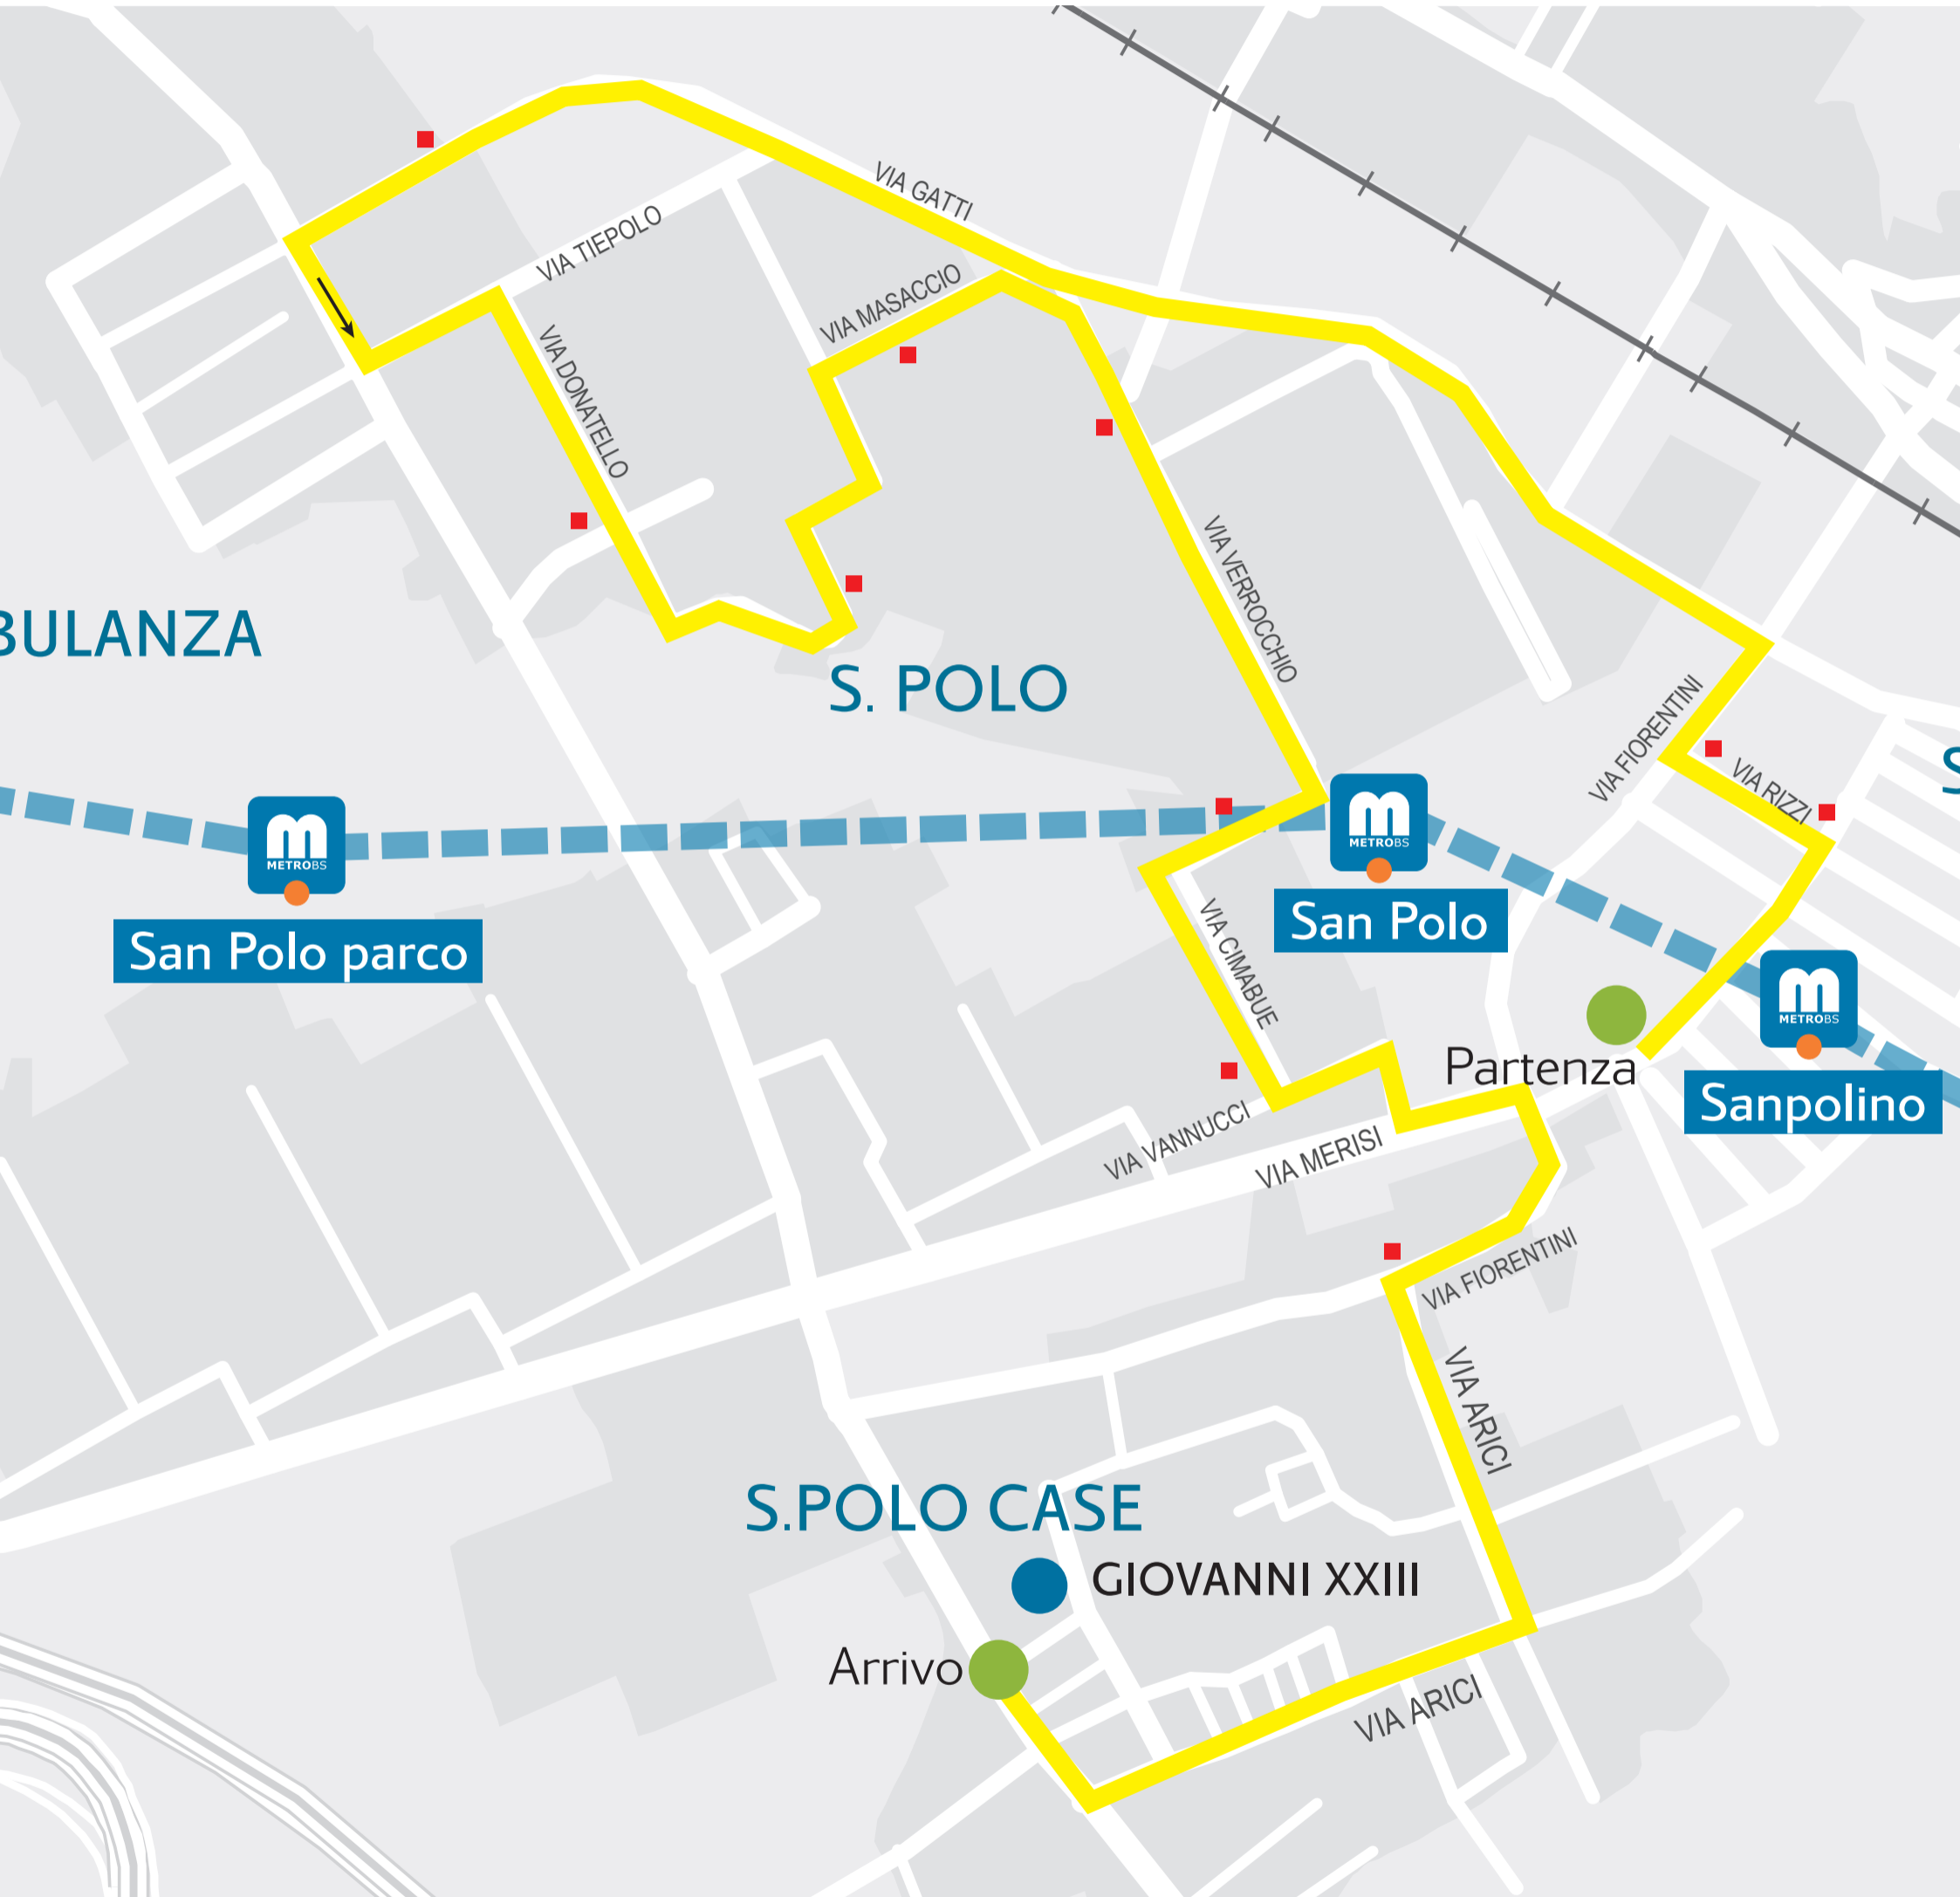 VIA GATTI
VIA TIEPOLO
VIA MASACCIO
VIA DONATELLO
VIA VERROCCHIO
BULANZA
S. POLO
VIA FIORENTINI
VIA RIZZI
S
METROBS
San Polo parco
METROBS
San Polo
VIA CIMABUE
METROBS
Sanpolino
Partenza
VIA VANNUCCI
VIA MERISI
VIA FIORENTINI
VIA ARICI
S.POLO CASE
GIOVANNI XXIII
Arrivo
VIA ARICI